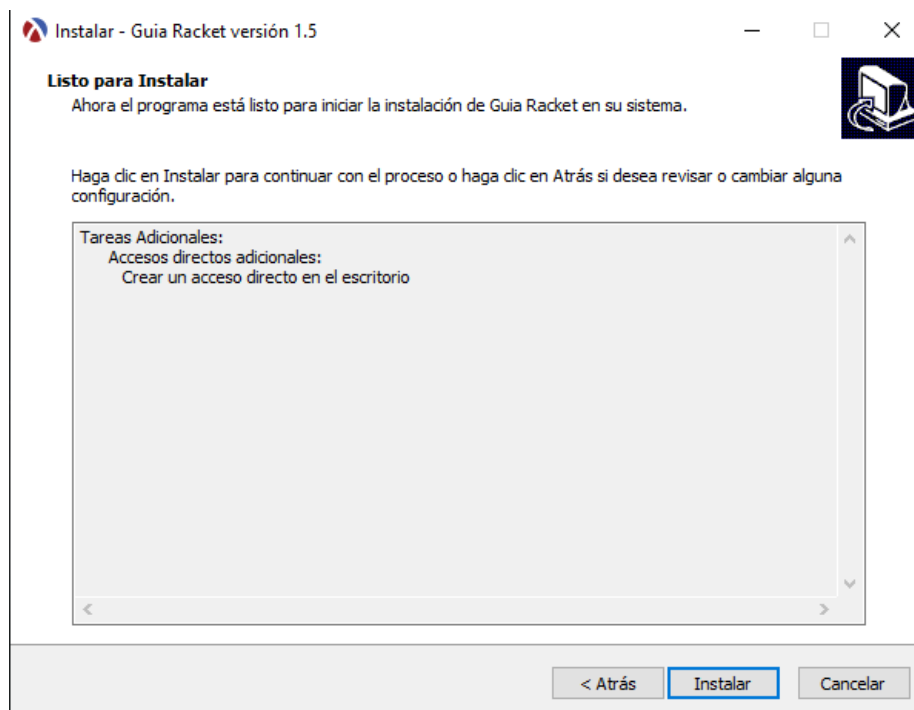 Instalar - Guia Racket versión 1.5
Listo para Instalar
Ahora el programa está listo para iniciar la instalación de Guia Racket en su sistema.
Haga clic en Instalar para continuar con el proceso o haga clic en Atrás si desea revisar o cambiar alguna
configuración.
Tareas Adicionales:
Accesos directos adicionales:
Crear un acceso directo en el escritorio
< Atrás
Instalar
Cancelar